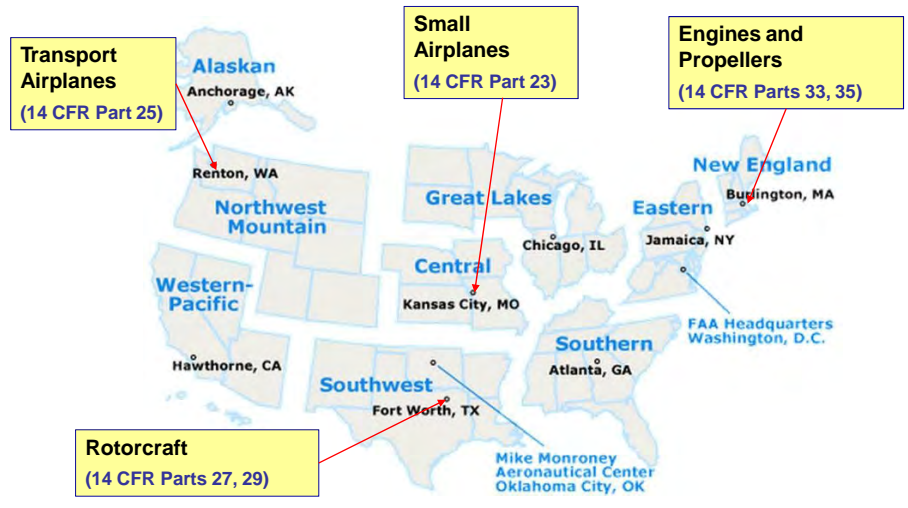 Transport
Airplanes
(14 CFR Part 25)
Small
Airplanes
(14 CFR Part 23)
Engines and
Propellers
(14 CFR Parts 33, 35)
Alaskan
Anchorage, AK
Renton, WA
Northwest
Mountain
Great Lakes
Chicago, IL
New England
Burlington, MA
Eastern
Jamaica, NY
Central
Kansas City, MO
Western-
Pacific
Hawthorne, CA
FAA Headquarters
Washington, D.C.
Southern
Atlanta, GA
Southwest
Fort Worth, TX
Rotorcraft
(14 CFR Parts 27, 29)
Mike Monroney
Aeronautical Center
Oklahoma City, OK